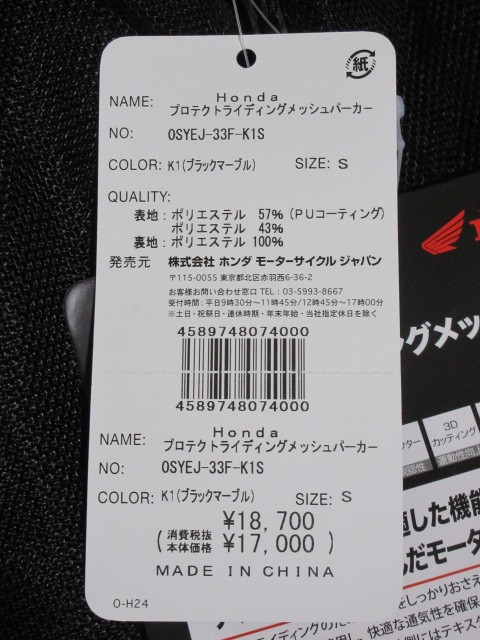 紙
NAME: Honda
プロテクトライディングメッシュパーカー
NO: 0SYEJ-33F-K1S
COLOR: K1(ブラックマーブル) SIZE: S
QUALITY:
表地：ポリエステル 57% (PUコーティング)
ポリエステル 43%
裏地：ポリエステル 100%
発売元 株式会社 ホンダ モーターサイクル ジャパン
〒115-0055 東京都北区赤羽西6-36-2
お客様お問い合わせ窓口 TEL：03-5993-8667
受付時間：平日9時30分〜11時45分/12時45分〜17時00分
※土日・祝祭日・連休時期・年末年始・当社指定休日を除く
4589748074000
4589748074000
NAME: Honda
プロテクトライディングメッシュパーカー
NO: 0SYEJ-33F-K1S
COLOR: K1(ブラックマーブル) SIZE: S
¥18,700
(消費税抜 本体価格 ¥17,000 )
MADE IN CHINA
O-H24
グメッ
クター
3D
カッティング
した機能
だモータ
をしっかりおさえ
快適な通気性を確保